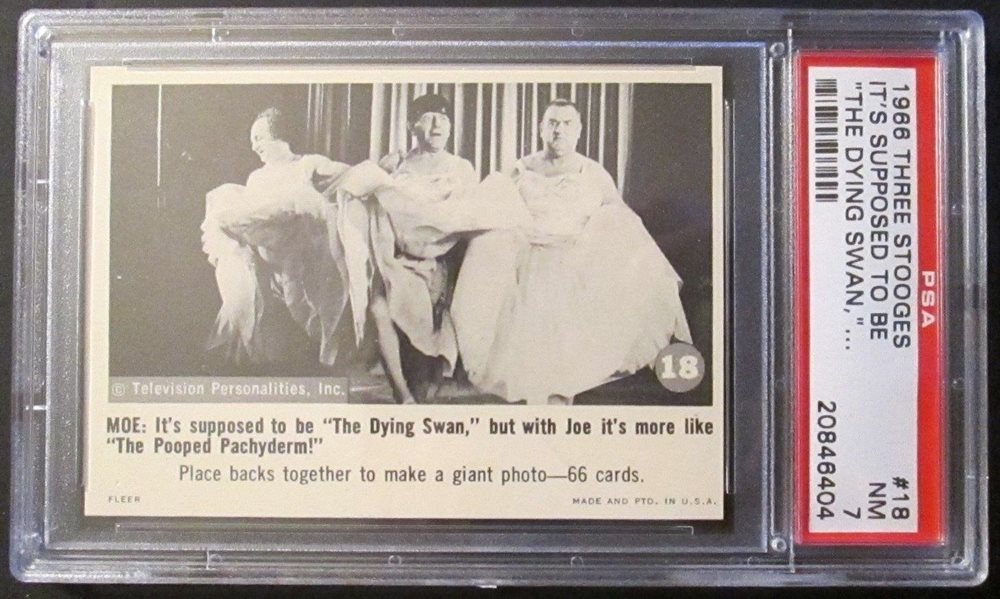 18
© Television Personalities, Inc.
MOE: It's supposed to be "The Dying Swan," but with Joe it's more like
"The Pooped Pachyderm!"
Place backs together to make a giant photo—66 cards.
FLEER
MADE AND PTD. IN U.S.A.
PSA
1966 THREE STOOGES
IT'S SUPPOSED TO BE
"THE DYING SWAN," ...
#18
NM
7
20846404